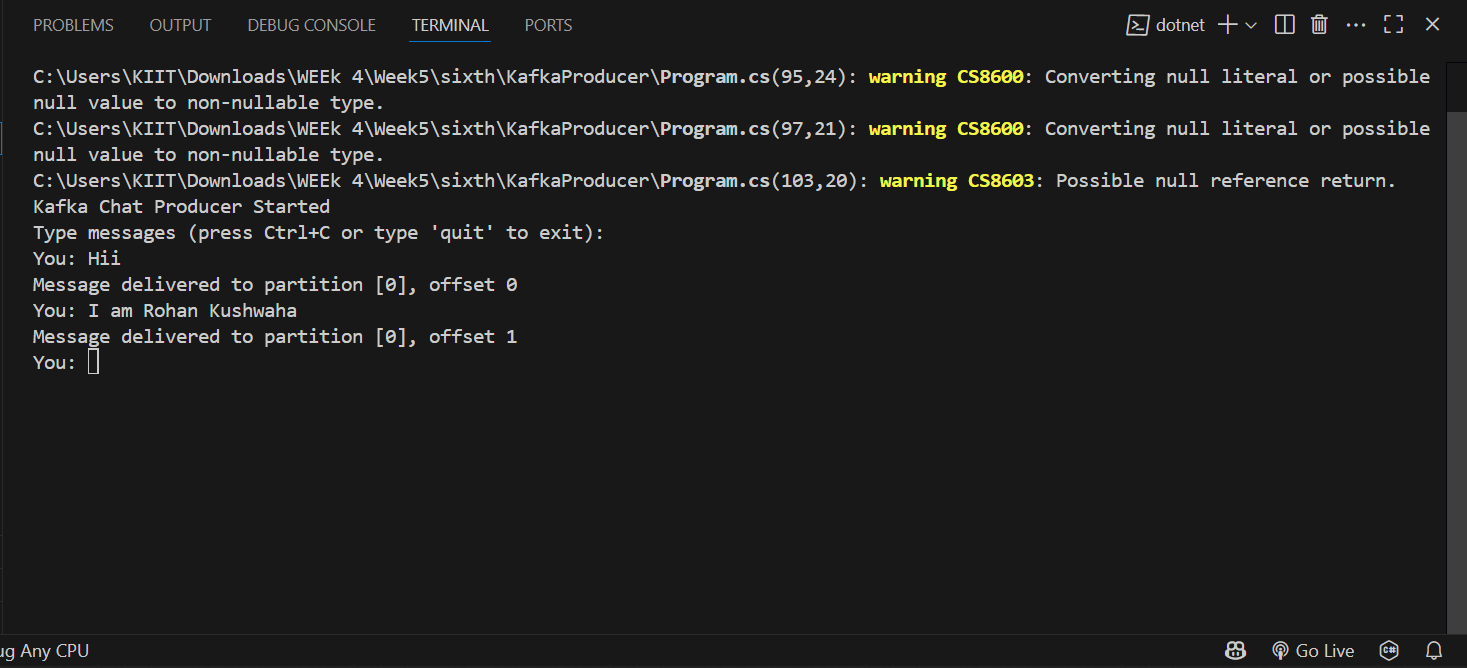 PROBLEMS OUTPUT DEBUG CONSOLE TERMINAL PORTS dotnet
C:\Users\KIIT\Downloads\WEEk 4\Week5\sixth\KafkaProducer\Program.cs(95,24): warning CS8600: Converting null literal or possible
null value to non-nullable type.
C:\Users\KIIT\Downloads\WEEk 4\Week5\sixth\KafkaProducer\Program.cs(97,21): warning CS8600: Converting null literal or possible
null value to non-nullable type.
C:\Users\KIIT\Downloads\WEEk 4\Week5\sixth\KafkaProducer\Program.cs(103,20): warning CS8603: Possible null reference return.
Kafka Chat Producer Started
Type messages (press Ctrl+C or type 'quit' to exit):
You: Hii
Message delivered to partition [0], offset 0
You: I am Rohan Kushwaha
Message delivered to partition [0], offset 1
You:
ug Any CPU Go Live